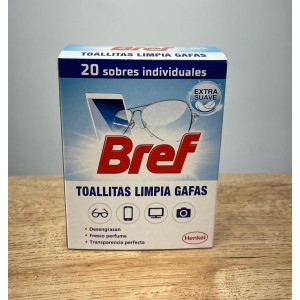 TOALLITAS LIMPIA GAFAS
20 sobres individuales
EXTRA
SUAVE
Bref
TOALLITAS LIMPIA GAFAS
• Desengrasan
• Fresco perfume
• Transparencia perfecta
Henkel